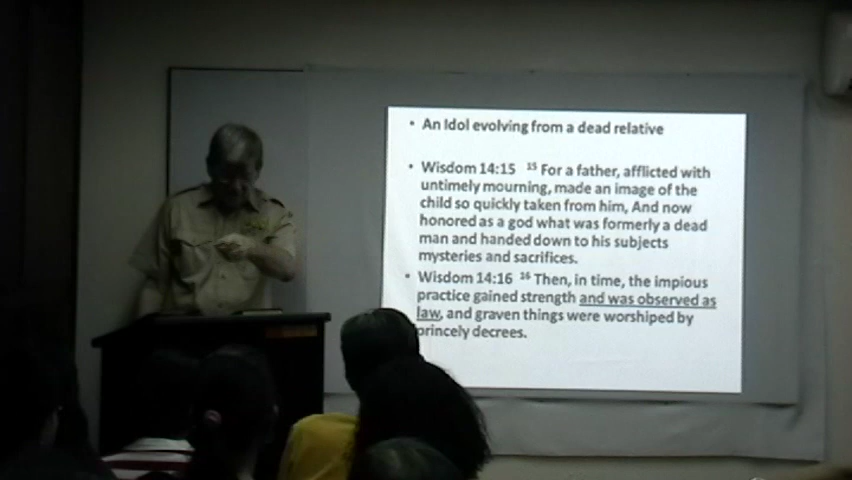 • An Idol evolving from a dead relative
• Wisdom 14:15 ¹⁵ For a father, afflicted with
untimely mourning, made an image of the
child so quickly taken from him, And now
honored as a god what was formerly a dead
man and handed down to his subjects
mysteries and sacrifices.
• Wisdom 14:16 ¹⁶ Then, in time, the impious
practice gained strength and was observed as
law, and graven things were worshiped by
princely decrees.